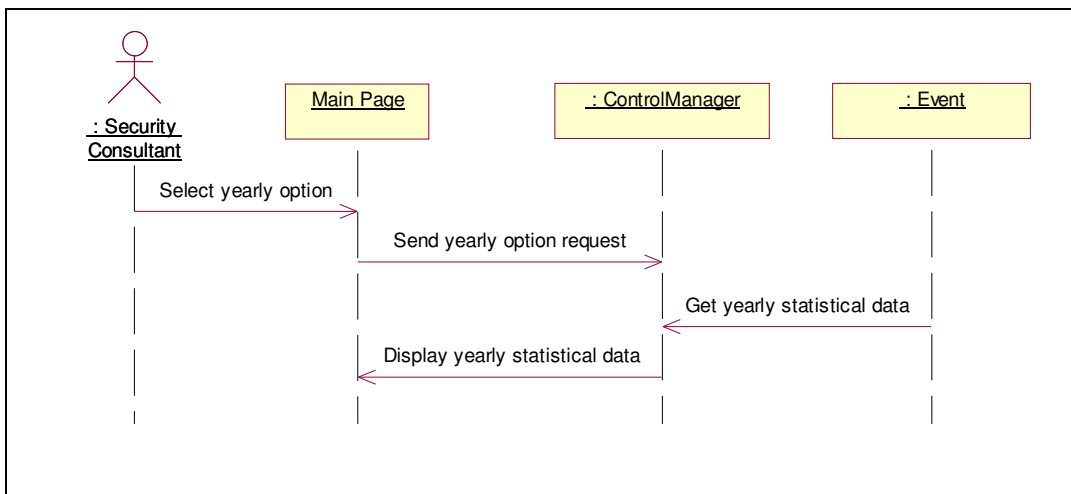 Main Page
: ControlManager
: Event
: Security
Consultant
Select yearly option
Send yearly option request
Get yearly statistical data
Display yearly statistical data